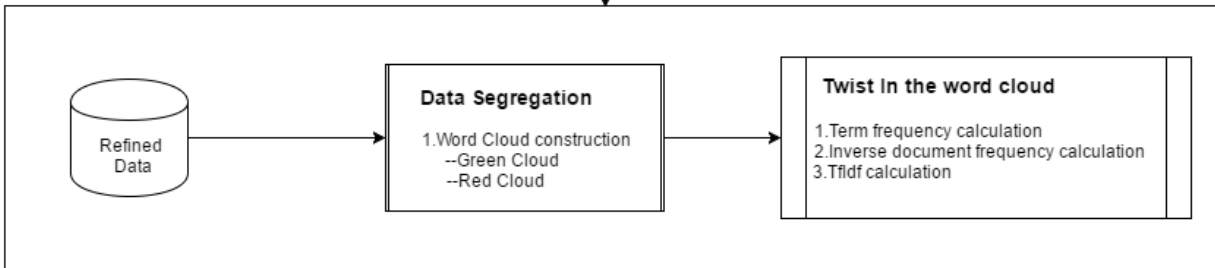 Refined
Data
Data Segregation
1.Word Cloud construction
--Green Cloud
--Red Cloud
Twist In the word cloud
1.Term frequency calculation
2.Inverse document frequency calculation
3.TfIdf calculation